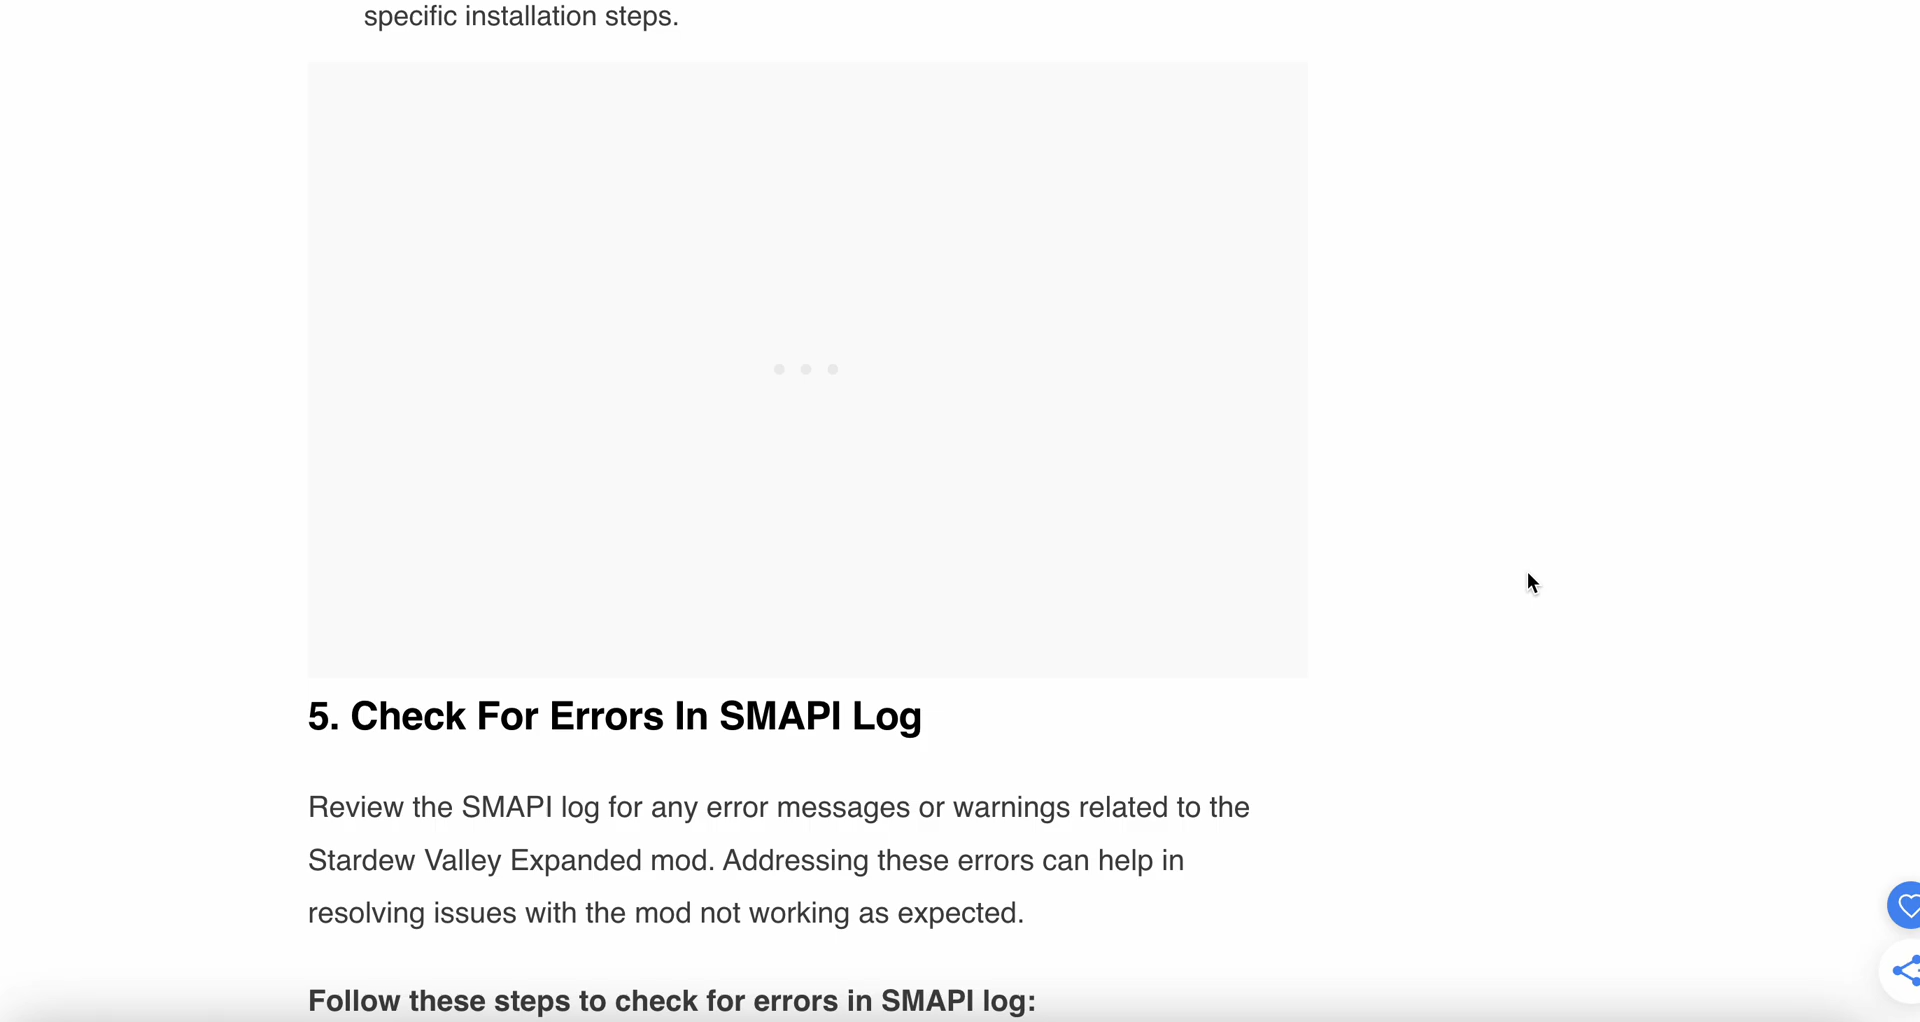 specific installation steps.
5. Check For Errors In SMAPI Log
Review the SMAPI log for any error messages or warnings related to the
Stardew Valley Expanded mod. Addressing these errors can help in
resolving issues with the mod not working as expected.
Follow these steps to check for errors in SMAPI log: